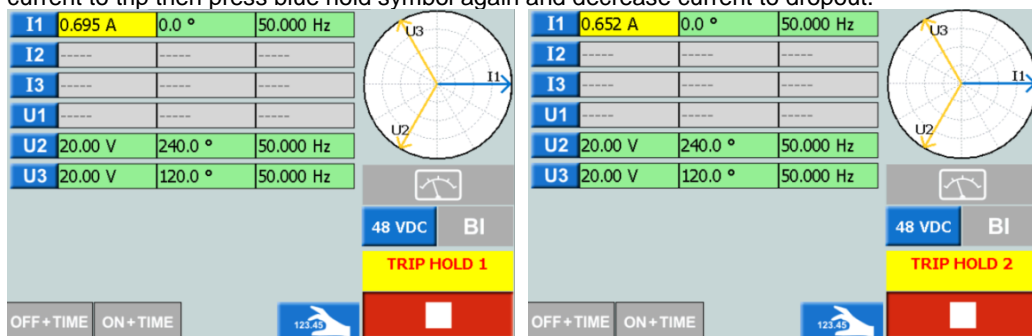 current to trip then press blue hold symbol again and decrease current to dropout.
I1 0.695 A 0.0 ° 50.000 Hz
I2 ----- ----- -----
I3 ----- ----- -----
U1 ----- ----- -----
U2 20.00 V 240.0 ° 50.000 Hz
U3 20.00 V 120.0 ° 50.000 Hz
U3
I1
U2
48 VDC BI
TRIP HOLD 1
OFF+TIME ON+TIME 123.45
I1 0.652 A 0.0 ° 50.000 Hz
I2 ----- ----- -----
I3 ----- ----- -----
U1 ----- ----- -----
U2 20.00 V 240.0 ° 50.000 Hz
U3 20.00 V 120.0 ° 50.000 Hz
U3
I1
U2
48 VDC BI
TRIP HOLD 2
OFF+TIME ON+TIME 123.45